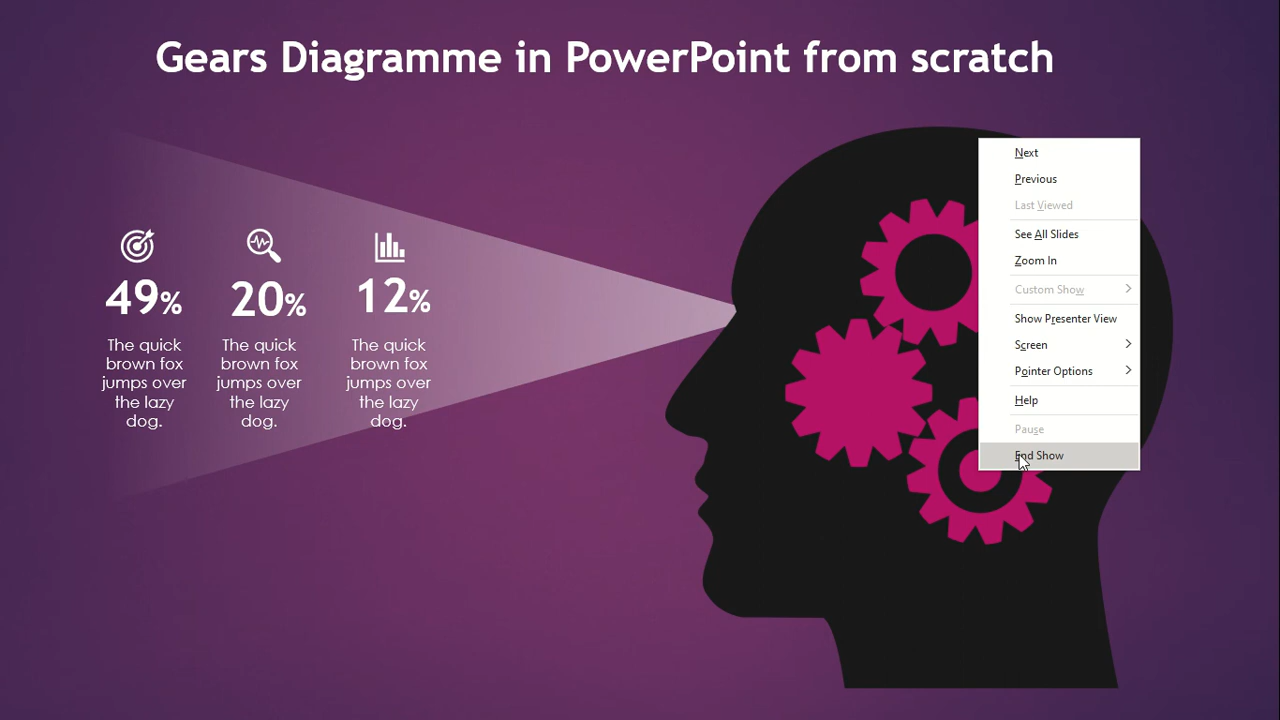 Gears Diagramme in PowerPoint from scratch
49%
The quick
brown fox
jumps over
the lazy
dog.
20%
The quick
brown fox
jumps over
the lazy
dog.
12%
The quick
brown fox
jumps over
the lazy
dog.
Next
Previous
Last Viewed
See All Slides
Zoom In
Custom Show
Show Presenter View
Screen
Pointer Options
Help
Pause
End Show